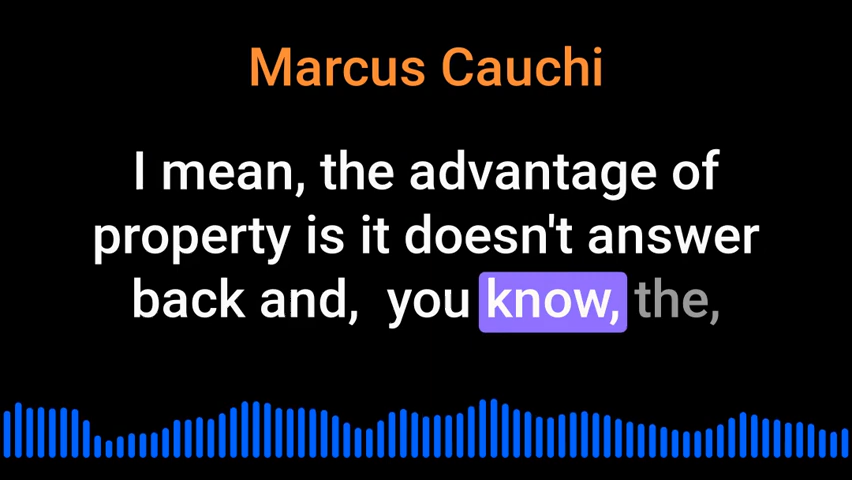 Marcus Cauchi
I mean, the advantage of
property is it doesn't answer
back and, you know, the,